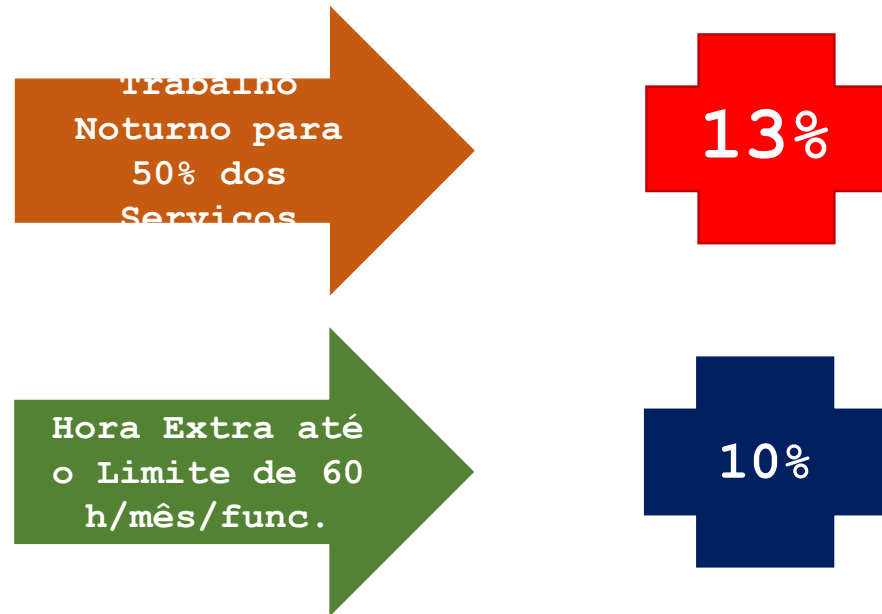 Trabalho
Noturno para
50% dos
Serviços
13%
Hora Extra até
o Limite de 60
h/mês/func.
10%